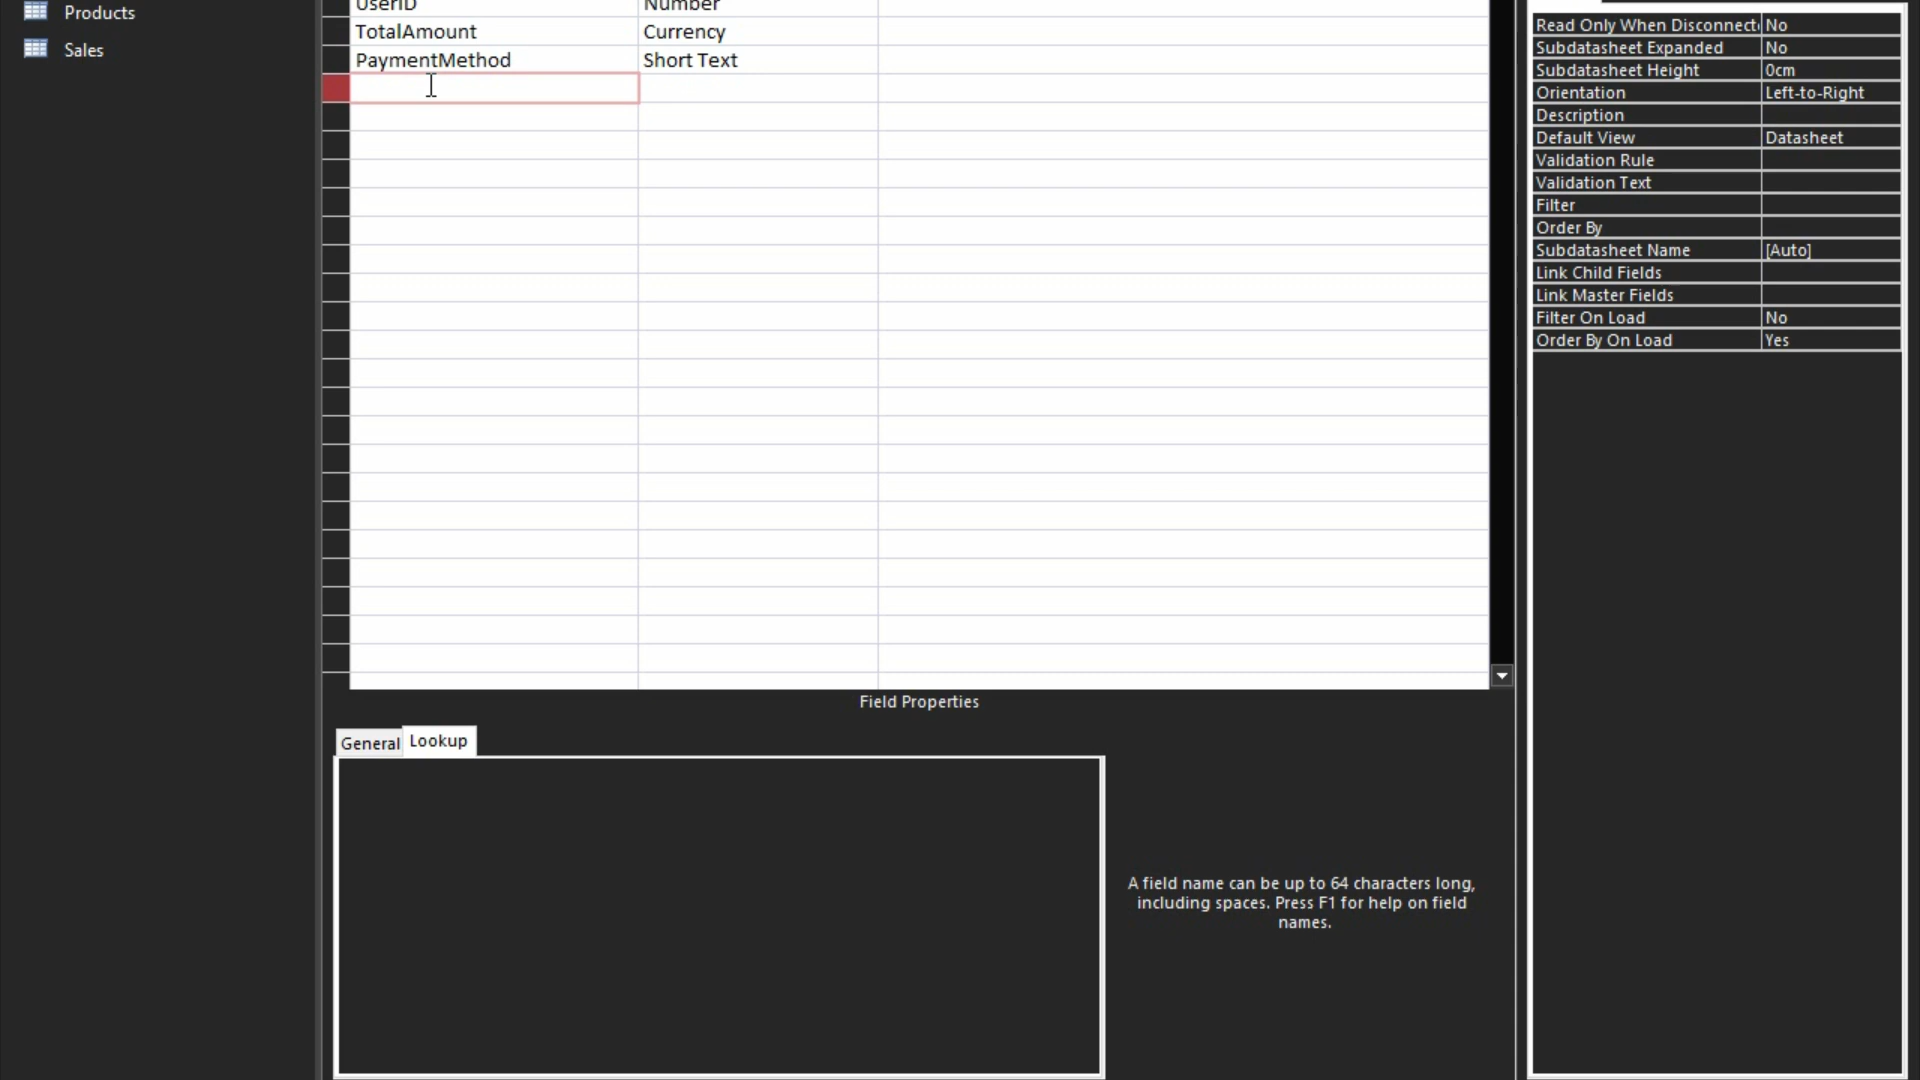 Products
Sales
UserID Number
TotalAmount Currency
PaymentMethod Short Text
Field Properties
General Lookup
A field name can be up to 64 characters long,
including spaces. Press F1 for help on field
names.
Read Only When Disconnect No
Subdatasheet Expanded No
Subdatasheet Height 0cm
Orientation Left-to-Right
Description
Default View Datasheet
Validation Rule
Validation Text
Filter
Order By
Subdatasheet Name [Auto]
Link Child Fields
Link Master Fields
Filter On Load No
Order By On Load Yes